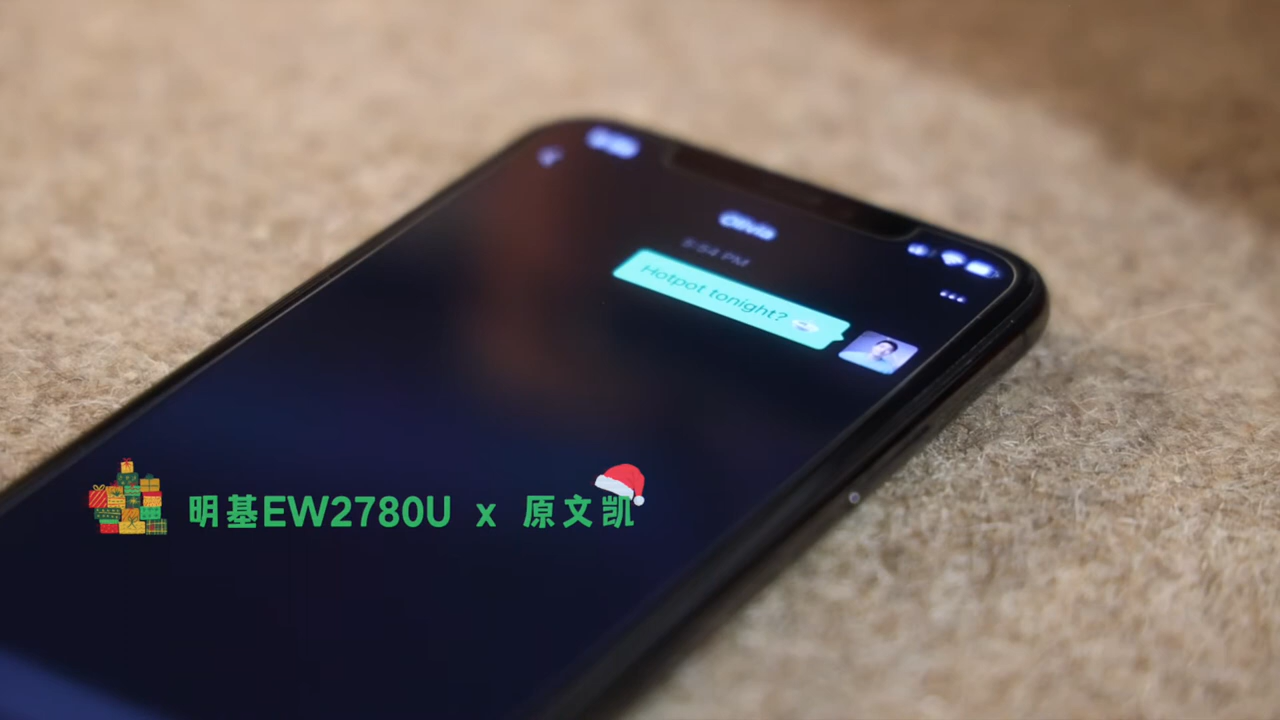 Olivia
5:54 PM
Hotpot tonight?
明基EW2780U x 原文凯